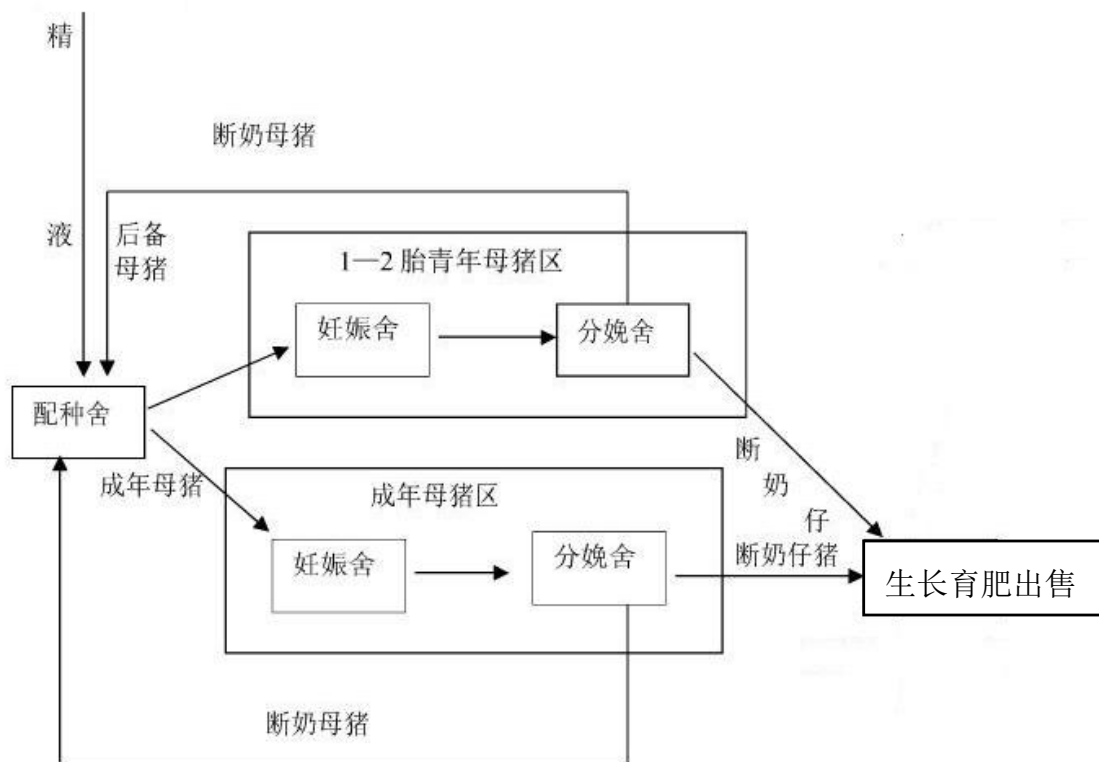 精
断奶母猪
液
后备
母猪
1—2 胎青年母猪区
妊娠舍
分娩舍
配种舍
断
奶
仔
成年母猪
成年母猪区
妊娠舍
分娩舍
断奶仔猪
生长育肥出售
断奶母猪